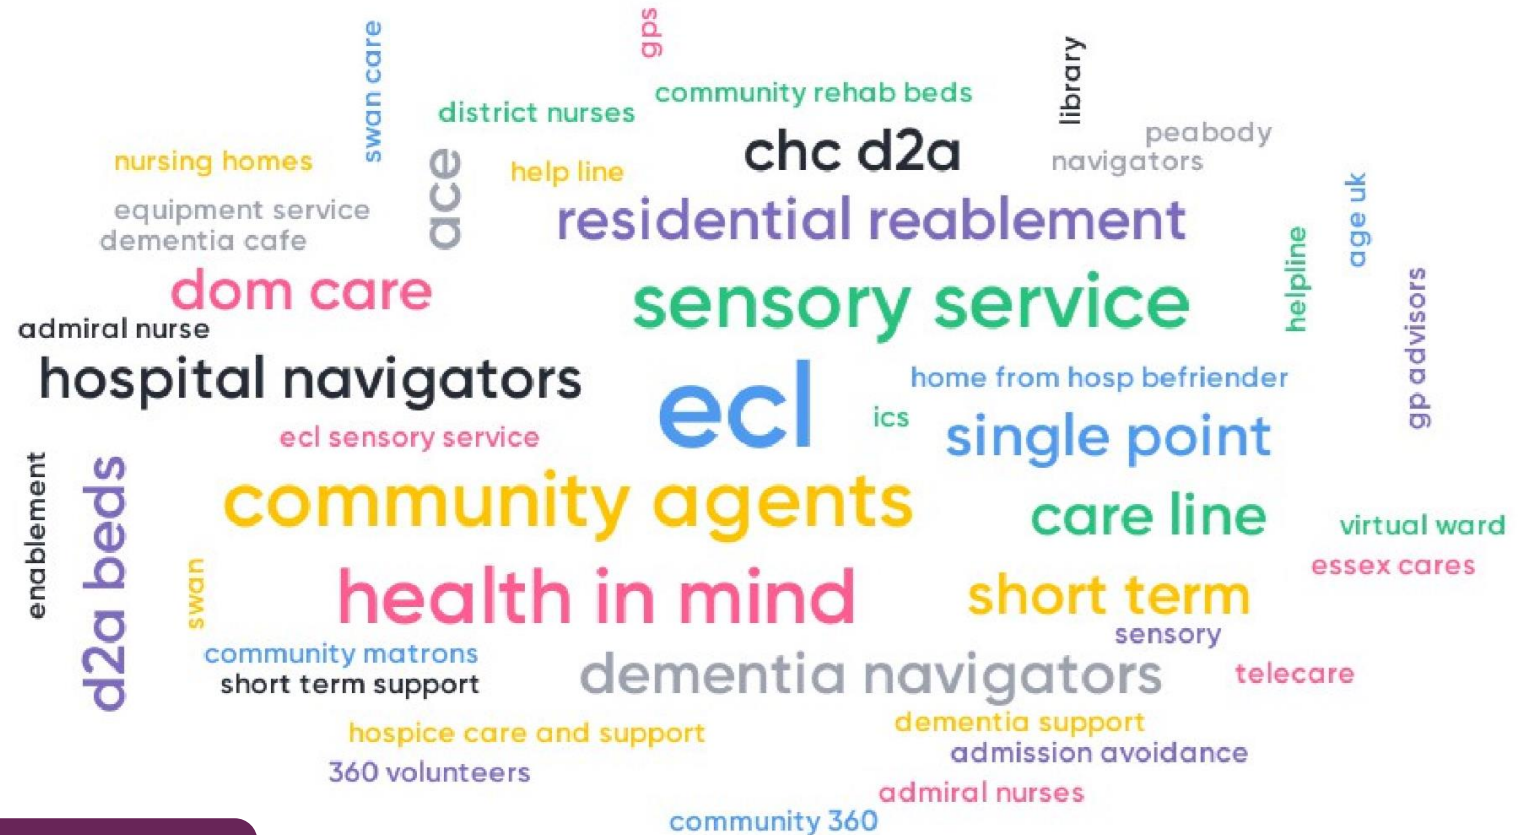 swan care
gps
library
community rehab beds
district nurses
peabody
chc d2a
navigators
nursing homes
help line
ace
age uk
equipment service
residential reablement
dementia cafe
helpline
dom care
sensory service
gp advisors
admiral nurse
hospital navigators
home from hosp befriender
ecl
ics
ecl sensory service
single point
enablement
d2a beds
community agents
care line
virtual ward
essex cares
swan
health in mind
short term
sensory
community matrons
short term support
dementia navigators
telecare
hospice care and support
dementia support
admission avoidance
360 volunteers
admiral nurses
community 360